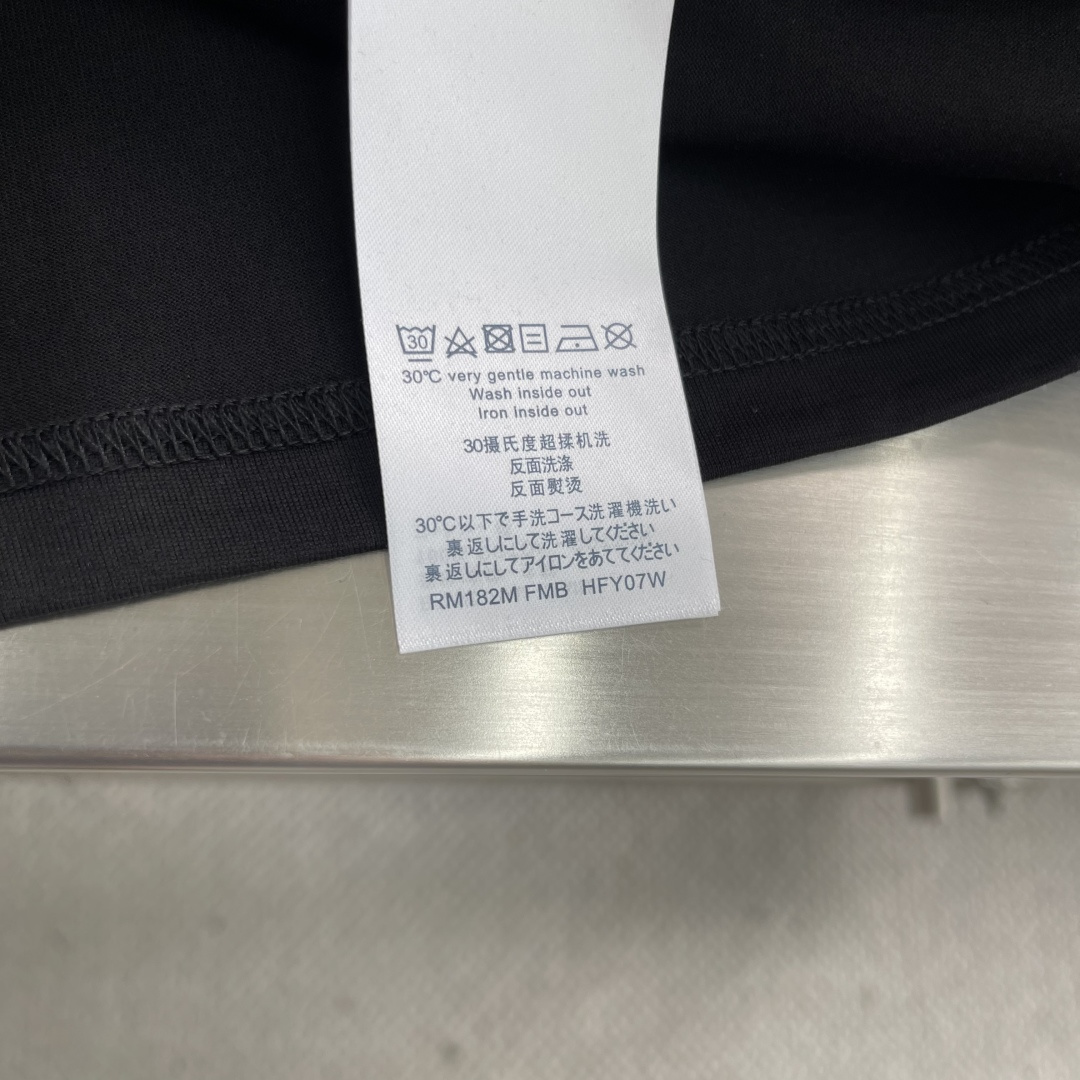 30
30℃ very gentle machine wash
Wash inside out
Iron inside out
30摄氏度超揉机洗
反面洗涤
反面熨烫
30℃以下で手洗コース洗濯機洗い
裏返しにして洗濯してください
裏返しにしてアイロンをあててください
RM182M FMB HFY07W